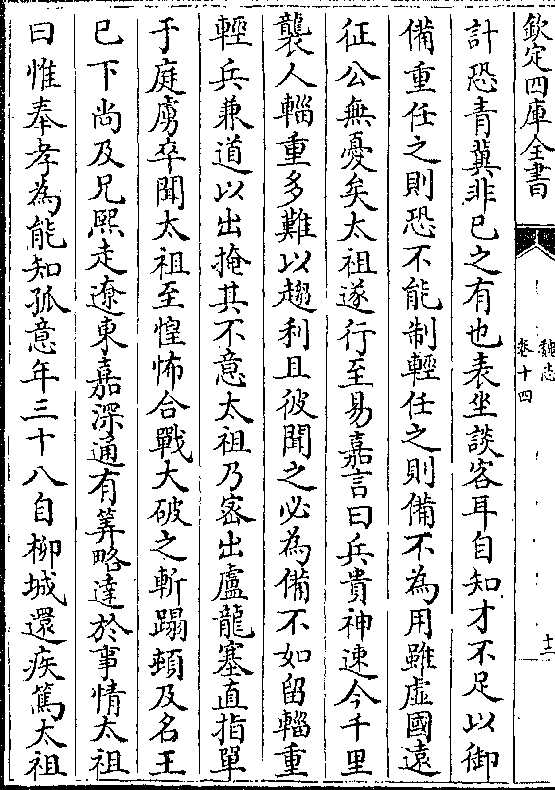 欽定四庫全書
魏志
卷十四
十三
計恐青冀非已之有也表坐談客耳自知才不足以御
備重任之則恐不能制輕任之則備不為用雖虛國遠
征公無憂矣太祖遂行至易嘉言曰兵貴神速今千里
襲人輜重多難以趨利且彼聞之必為備不如留輜重
輕兵兼道以出掩其不意太祖乃宻出盧龍塞直指單
于庭虜卒聞太祖至惶怖合戰大破之斬蹋頓及名王
已下尚及兄熙走遼東嘉深通有筭略達於事情太祖
曰惟奉孝為能知孤意年三十八自柳城還疾篤太祖